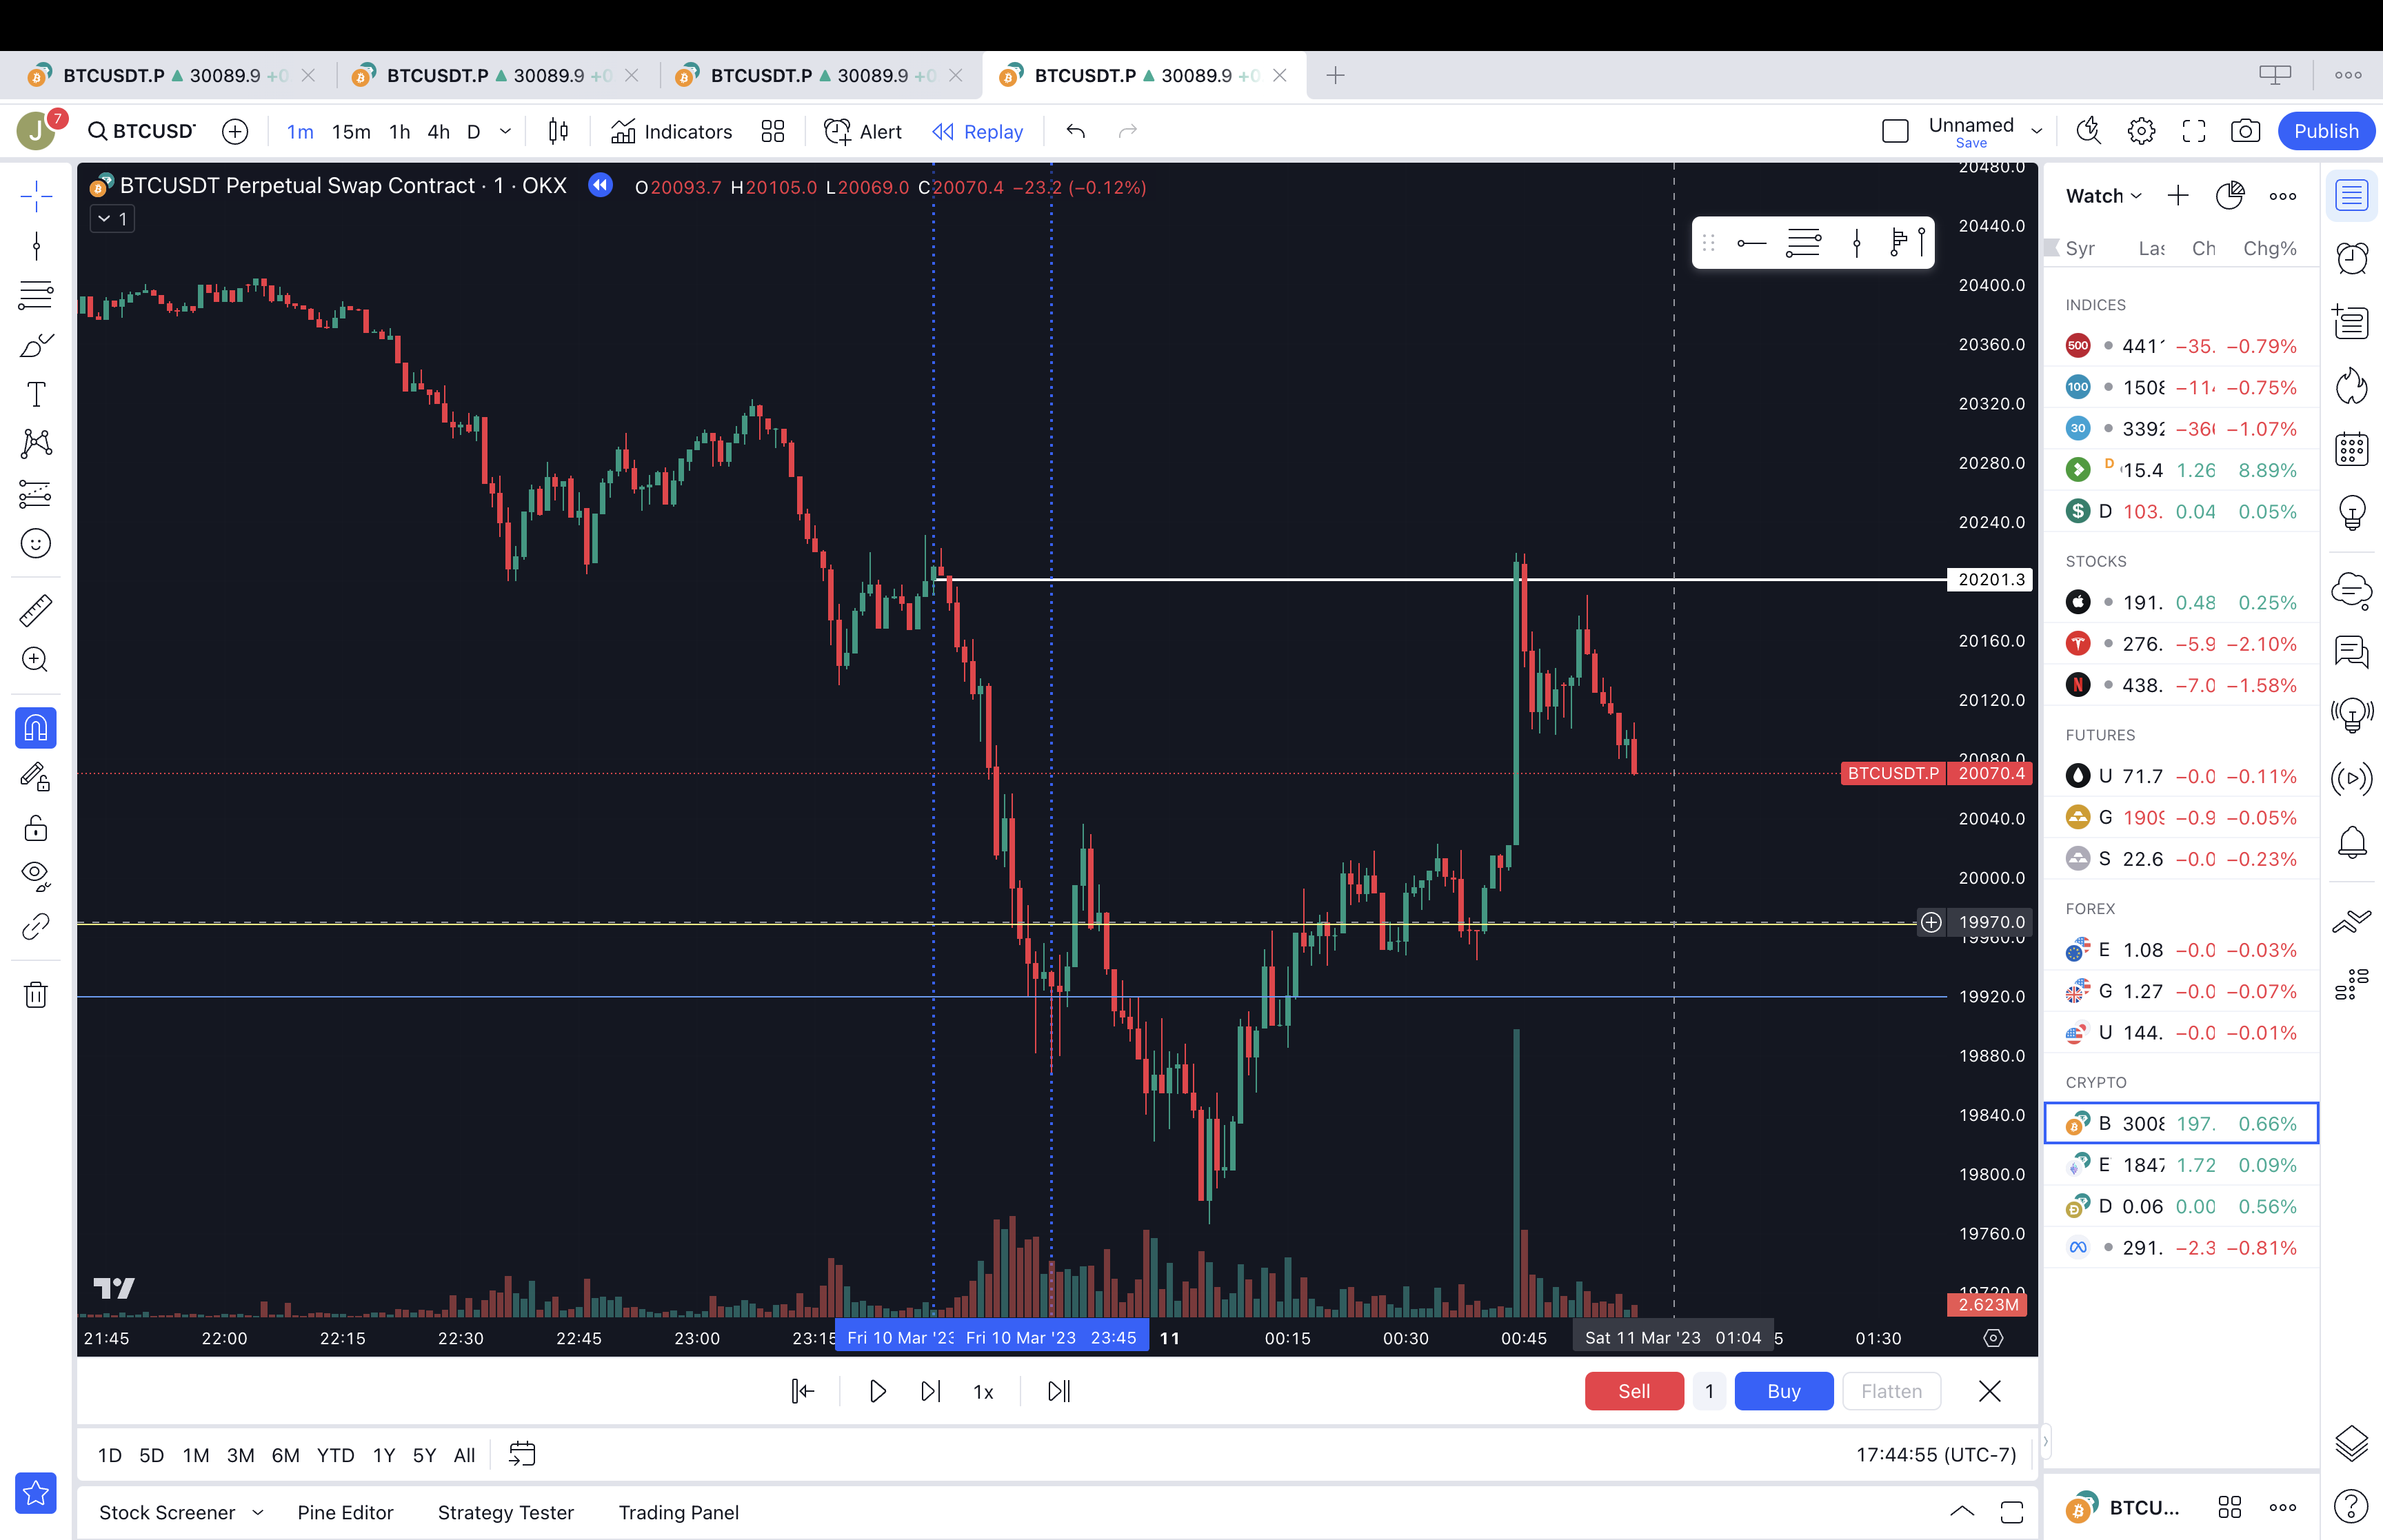 BTCUSDT.P 30089.9 +0 BTCUSDT.P 30089.9 +0 BTCUSDT.P 30089.9 +0 BTCUSDT.P 30089.9 +0
J 7 BTCUSD 1m 15m 1h 4h D Indicators Alert Replay Unnamed Publish
Save
BTCUSDT Perpetual Swap Contract · 1 · OKX O20093.7 H20105.0 L20069.0 C20070.4 −23.2 (−0.12%)
1
20480.0
20440.0
20400.0
20360.0
20320.0
20280.0
20240.0
20201.3
20160.0
20120.0
20080.0
BTCUSDT.P 20070.4
20040.0
20000.0
19970.0
19960.0
19920.0
19880.0
19840.0
19800.0
19760.0
19720.0
2.623M
21:45 22:00 22:15 22:30 22:45 23:00 23:15 Fri 10 Mar '23 Fri 10 Mar '23 23:45 11 00:15 00:30 00:45 Sat 11 Mar '23 01:04 5 01:30
Sell 1 Buy Flatten
1x
1D 5D 1M 3M 6M YTD 1Y 5Y All
17:44:55 (UTC-7)
Stock Screener Pine Editor Strategy Tester Trading Panel
Watch
Chg%
INDICES
500 441 −35. −0.79%
100 1508 −114 −0.75%
30 3392 −366 −1.07%
D 15.4 1.26 8.89%
$ D 103. 0.04 0.05%
STOCKS
191. 0.48 0.25%
276. −5.9 −2.10%
N 438. −7.0 −1.58%
FUTURES
U 71.7 −0.0 −0.11%
G 1909 −0.9 −0.05%
S 22.6 −0.0 −0.23%
FOREX
E 1.08 −0.0 −0.03%
G 1.27 −0.0 −0.07%
U 144. −0.0 −0.01%
CRYPTO
B 3008 197. 0.66%
E 1847 1.72 0.09%
D 0.06 0.00 0.56%
291. −2.3 −0.81%
BTCU...